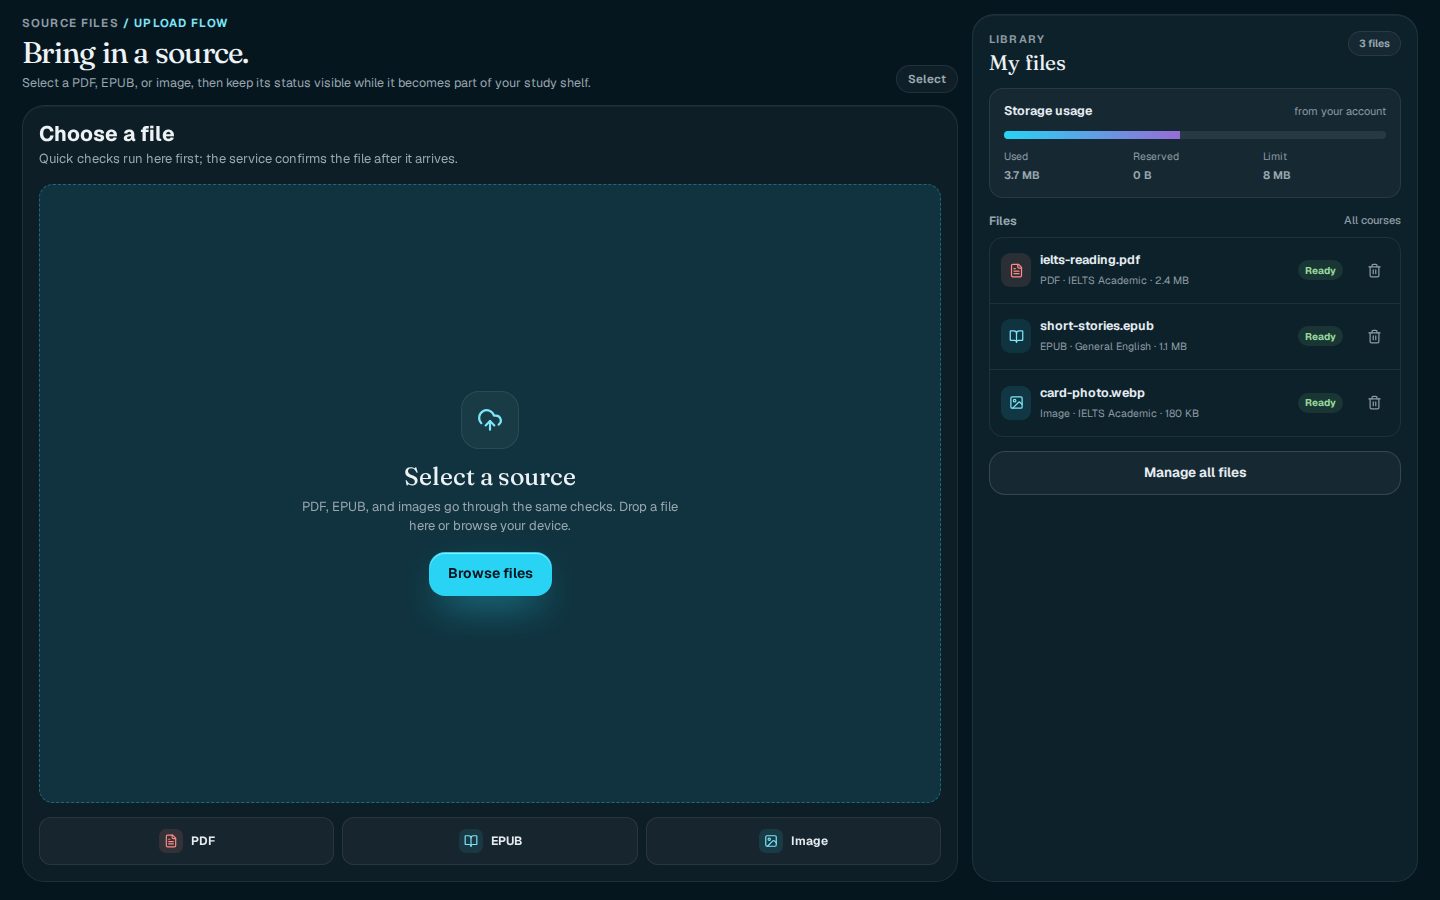 SOURCE FILES / UPLOAD FLOW
Bring in a source.
Select a PDF, EPUB, or image, then keep its status visible while it becomes part of your study shelf.
Select
Choose a file
Quick checks run here first; the service confirms the file after it arrives.
Select a source
PDF, EPUB, and images go through the same checks. Drop a file
here or browse your device.
Browse files
PDF
EPUB
Image
LIBRARY
My files
3 files
Storage usage
from your account
Used
Reserved
Limit
3.7 MB
0 B
8 MB
Files
All courses
ielts-reading.pdf
PDF · IELTS Academic · 2.4 MB
Ready
short-stories.epub
EPUB · General English · 1.1 MB
Ready
card-photo.webp
Image · IELTS Academic · 180 KB
Ready
Manage all files